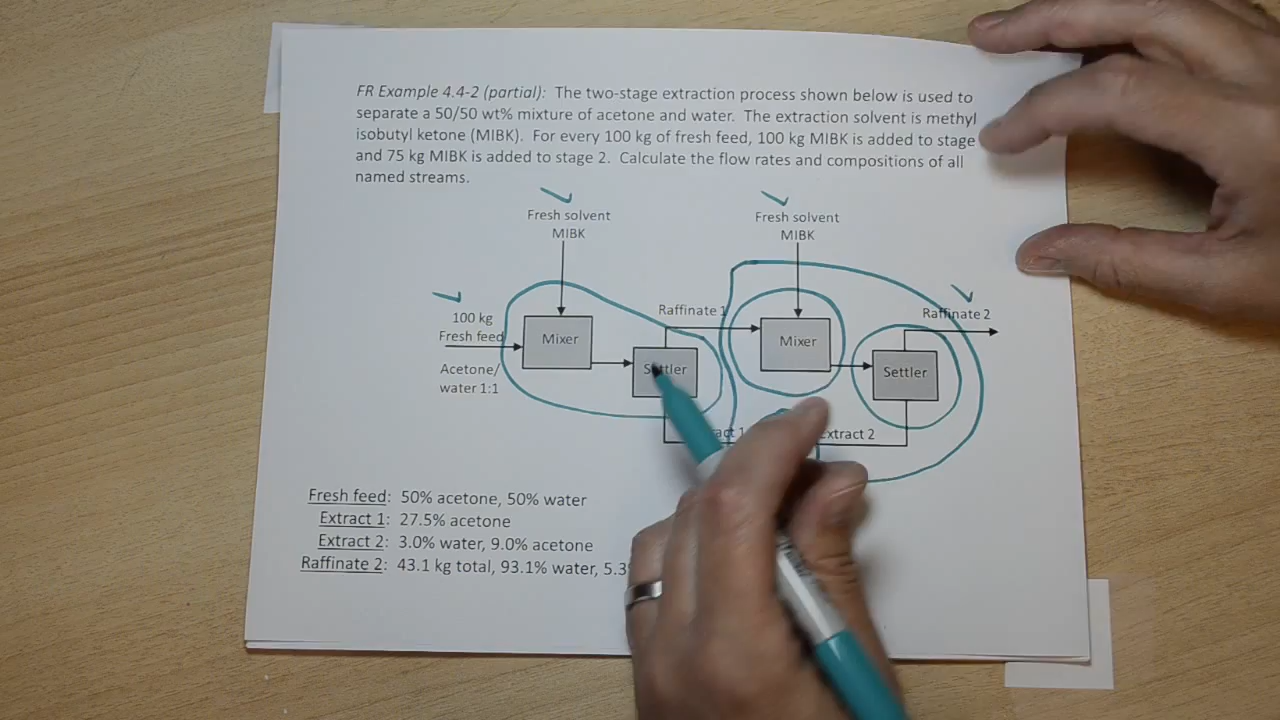 FR Example 4.4-2 (partial): The two-stage extraction process shown below is used to
separate a 50/50 wt% mixture of acetone and water. The extraction solvent is methyl
isobutyl ketone (MIBK). For every 100 kg of fresh feed, 100 kg MIBK is added to stage
and 75 kg MIBK is added to stage 2. Calculate the flow rates and compositions of all
named streams.
Fresh solvent
MIBK
Fresh solvent
MIBK
100 kg
Fresh feed
Acetone/
water 1:1
Mixer
Settler
Raffinate 1
Mixer
Settler
Raffinate 2
Extract 2
Fresh feed: 50% acetone, 50% water
Extract 1: 27.5% acetone
Extract 2: 3.0% water, 9.0% acetone
Raffinate 2: 43.1 kg total, 93.1% water,